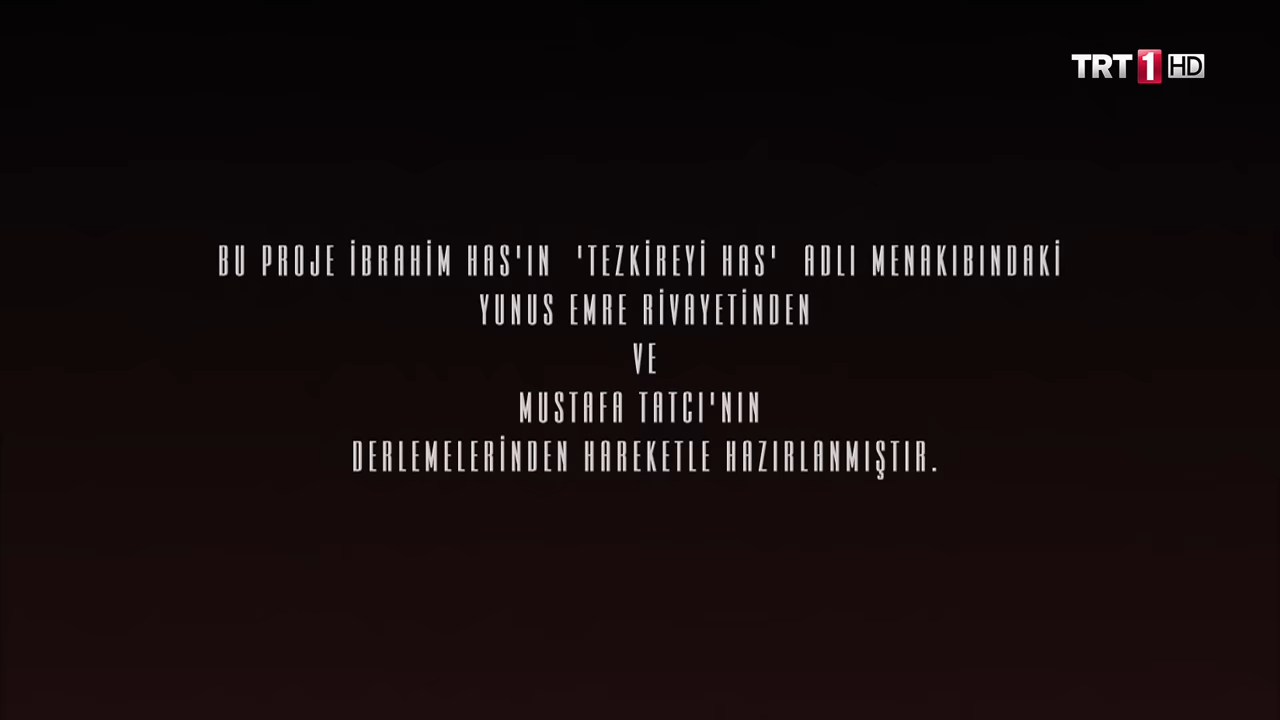 TRT 1 HD
BU PROJE İBRAHİM HAS'IN 'TEZKİREYİ HAS' ADLI MENAKIBINDAKİ
YUNUS EMRE RİVAYETİNDEN
VE
MUSTAFA TATCI'NIN
DERLEMELERİNDEN HAREKETLE HAZIRLANMIŞTIR.